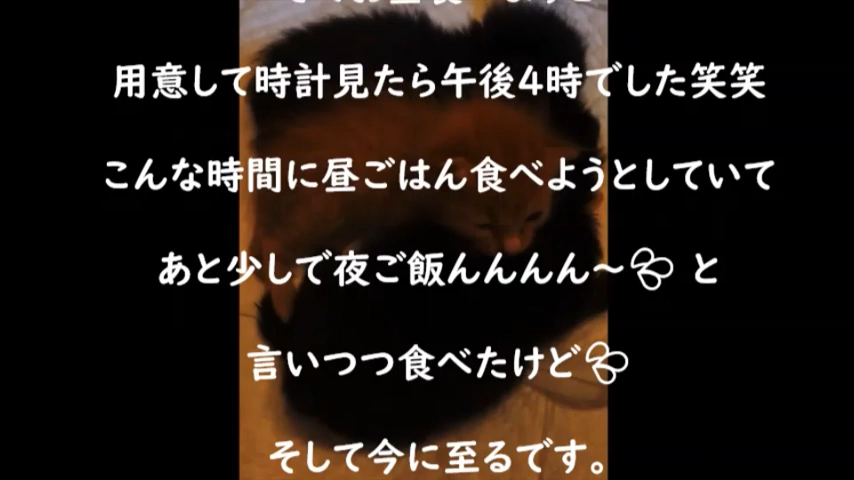 用意して時計見たら午後4時でした笑笑
こんな時間に昼ごはん食べようとしていて
あと少しで夜ご飯んんんん〜💨 と
言いつつ食べたけど💨
そして今に至るです。